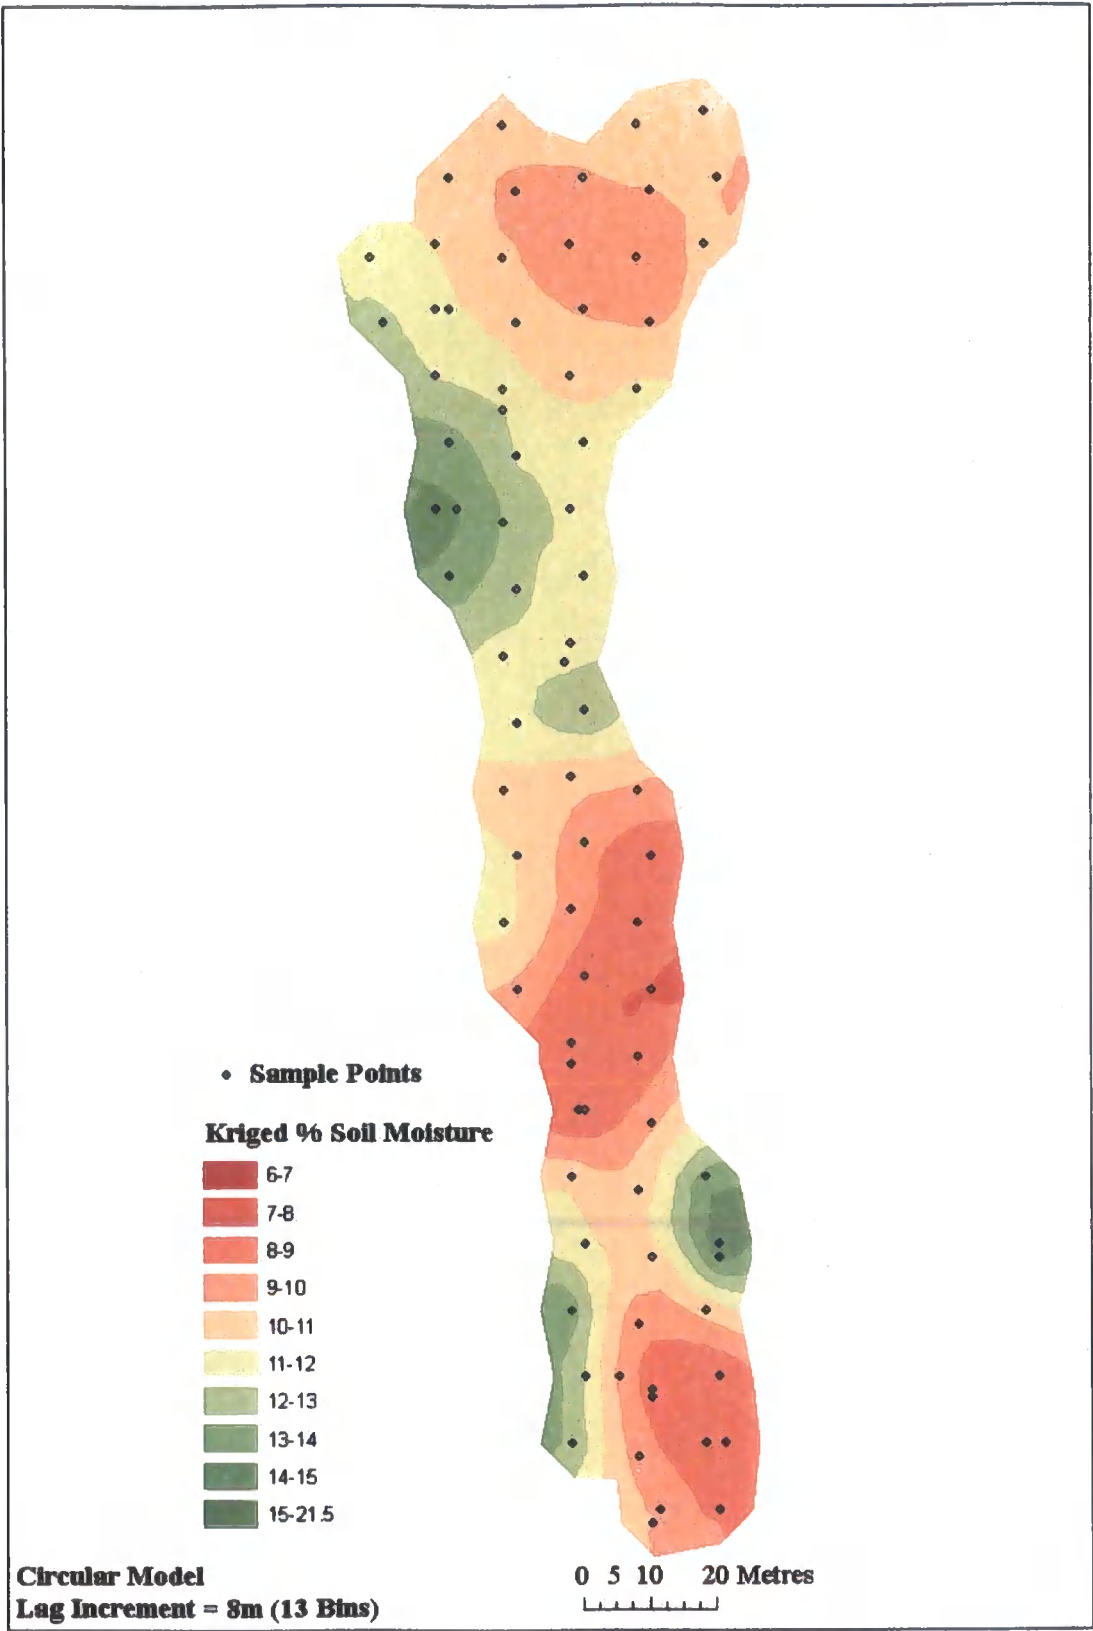 Sample Points
Kriged % Soil Moisture
6-7
7-8
8-9
9-10
10-11
11-12
12-13
13-14
14-15
15-21.5
Circular Model
Lag Increment = 8m (13 Bins)
0 5 10 20 Metres